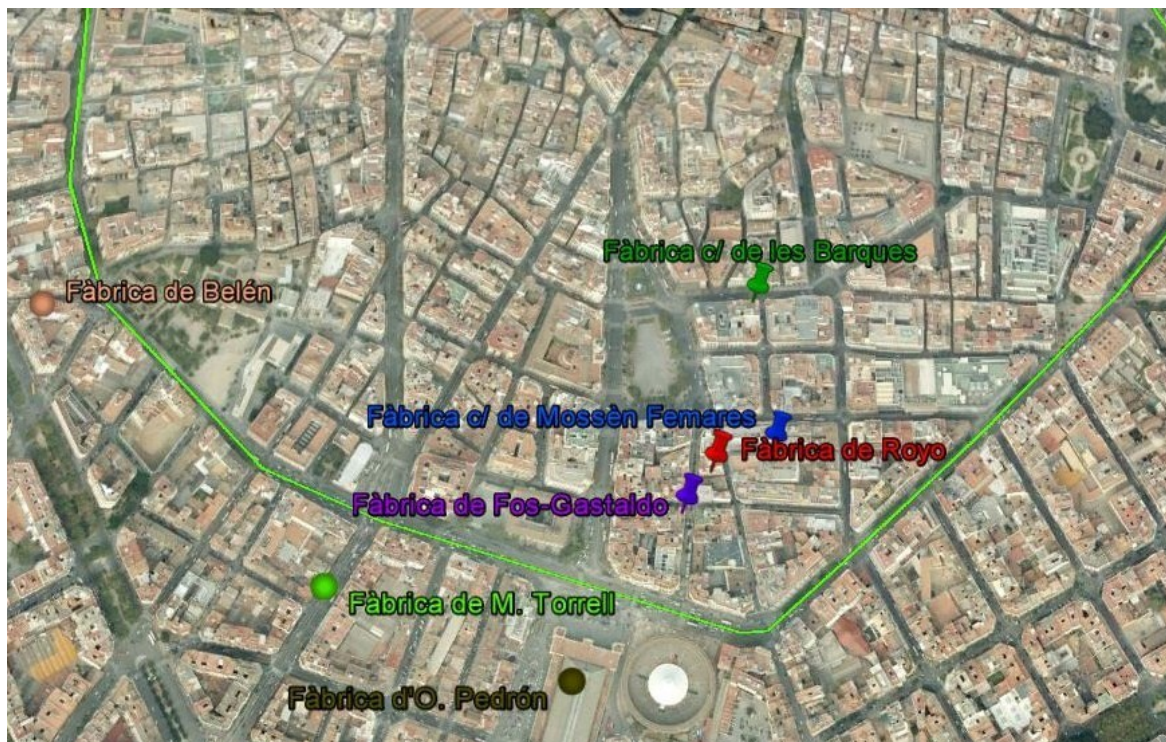 Fàbrica c/ de les Barques
Fàbrica de Belén
Fàbrica c/ de Mossèn Femares
Fàbrica de Royo
Fàbrica de Fos-Gastaldo
Fàbrica de M. Torrell
Fàbrica d'O. Pedrón